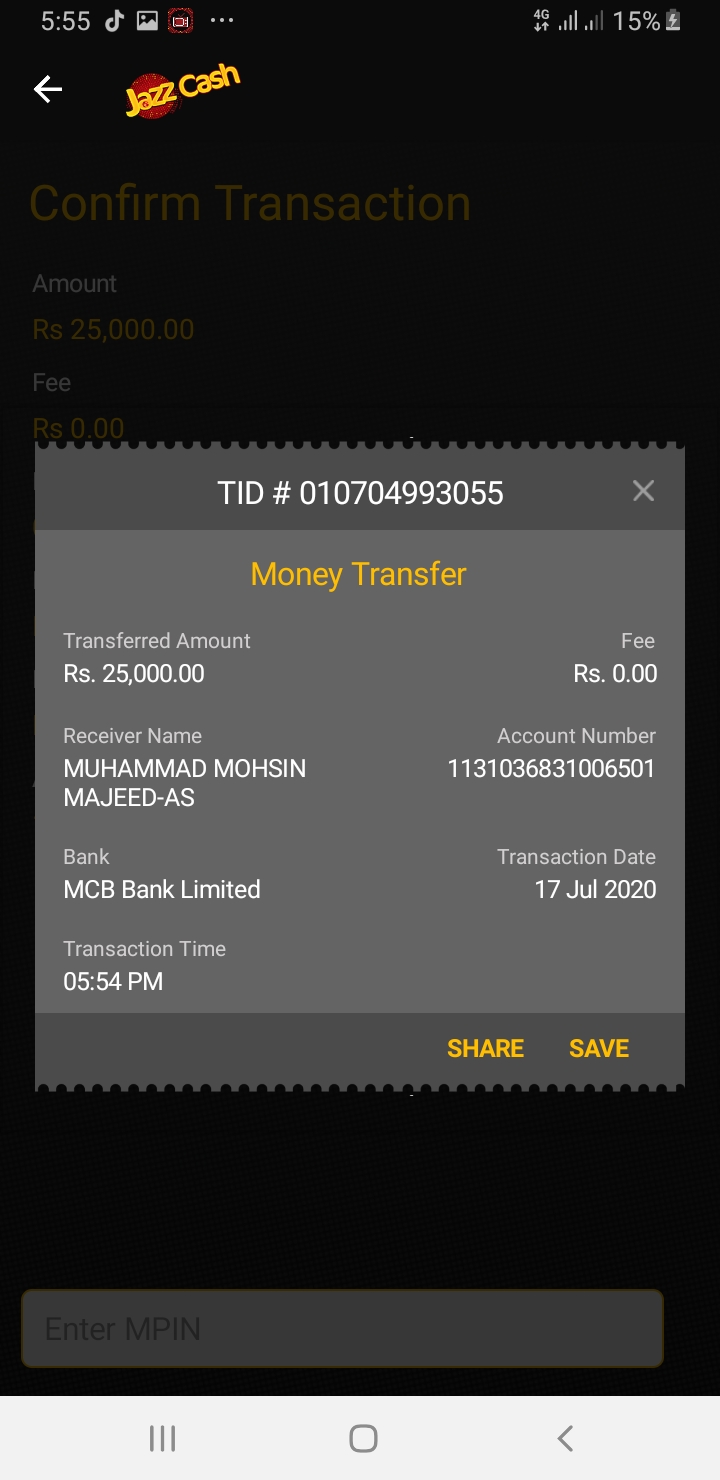 5:55
4G
15%
Jazz Cash
Confirm Transaction
Amount
Rs 25,000.00
Fee
Rs 0.00
TID # 010704993055
Money Transfer
Transferred Amount Fee
Rs. 25,000.00 Rs. 0.00
Receiver Name Account Number
MUHAMMAD MOHSIN 1131036831006501
MAJEED-AS
Bank Transaction Date
MCB Bank Limited 17 Jul 2020
Transaction Time
05:54 PM
SHARE SAVE
Enter MPIN